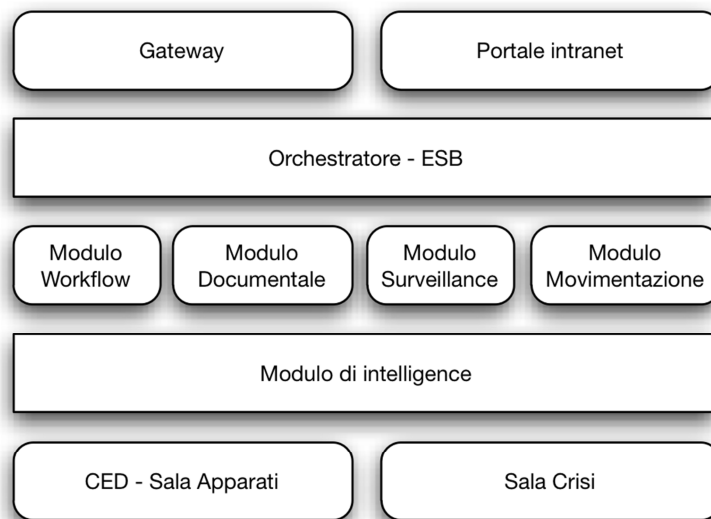 Gateway
Portale intranet
Orchestratore - ESB
Modulo
Workflow
Modulo
Documentale
Modulo
Surveillance
Modulo
Movimentazione
Modulo di intelligence
CED - Sala Apparati
Sala Crisi